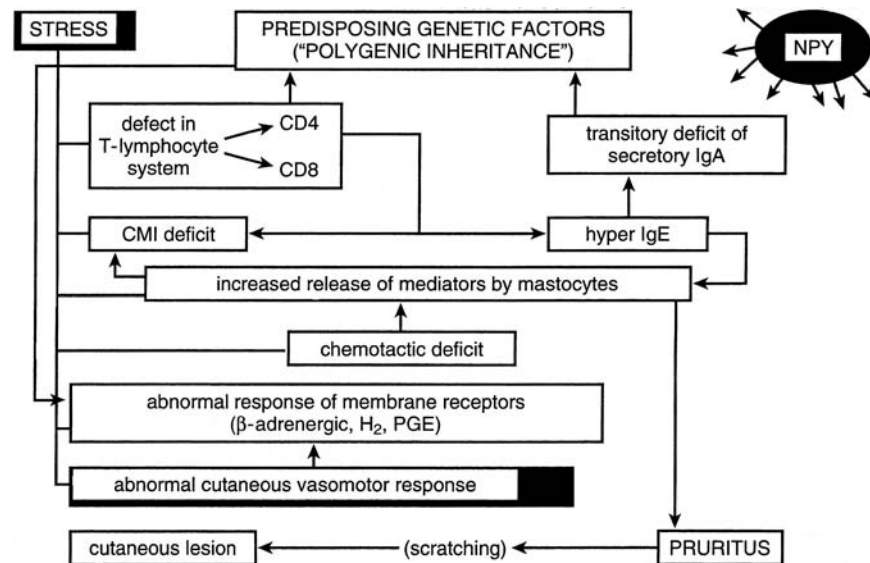 STRESS
PREDISPOSING GENETIC FACTORS
(“POLYGENIC INHERITANCE”)
NPY
defect in
T-lymphocyte
system
CD4
CD8
transitory deficit of
secretory IgA
CMI deficit
hyper IgE
increased release of mediators by mastocytes
chemotactic deficit
abnormal response of membrane receptors
(β-adrenergic, H₂, PGE)
abnormal cutaneous vasomotor response
cutaneous lesion
(scratching)
PRURITUS